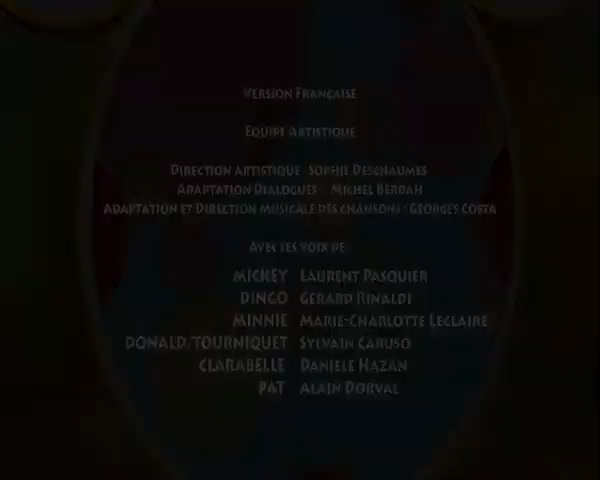 Version Française
Equipe Artistique
Direction artistique Sophie Deschaumes
Adaptation Dialogues Michel Berdah
Adaptation et Direction Musicale des chansons : Georges Costa
Avec les voix de
MICKEY Laurent Pasquier
DINGO Gerard Rinaldi
MINNIE Marie-Charlotte Leclaire
DONALD/TOURNIQUET Sylvain Caruso
CLARABELLE Daniele Hazan
PAT Alain Dorval